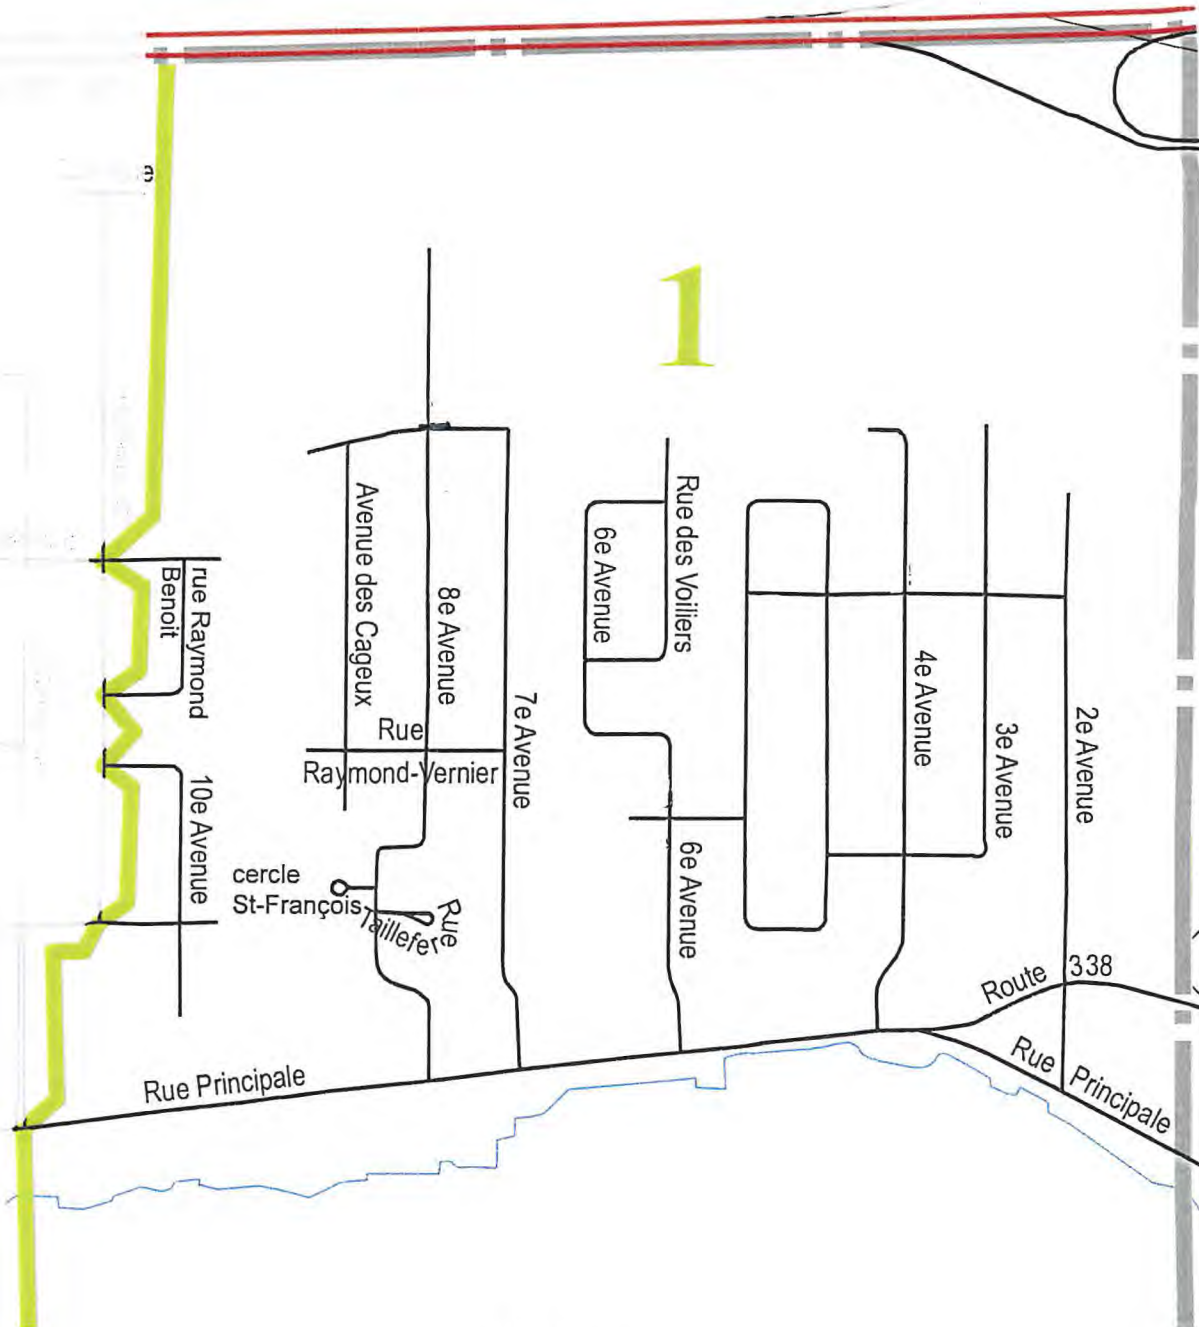 e
1
rue Raymond
Benoit
Avenue des Cageux
8e Avenue
7e Avenue
6e Avenue
Rue des Voiliers
4e Avenue
3e Avenue
2e Avenue
Rue
Raymond-Vernier
10e Avenue
cercle
St-François
Rue
Taillefer
6e Avenue
Route 338
Rue Principale
Rue Principale